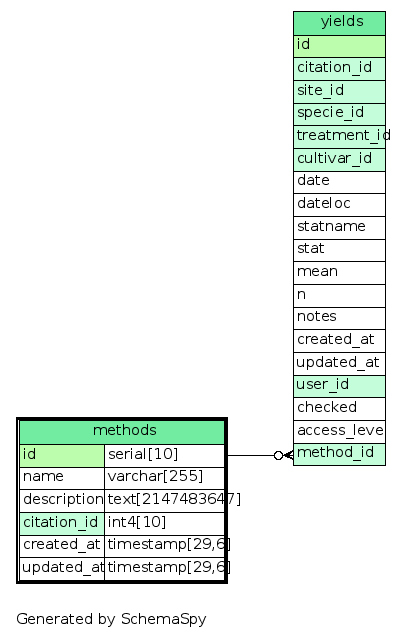 yields
id
citation_id
site_id
specie_id
treatment_id
cultivar_id
date
dateloc
statname
stat
mean
n
notes
created_at
updated_at
user_id
checked
access_leve
method_id
methods
id serial[10]
name varchar[255]
description text[2147483647]
citation_id int4[10]
created_at timestamp[29,6]
updated_at timestamp[29,6]
Generated by SchemaSpy